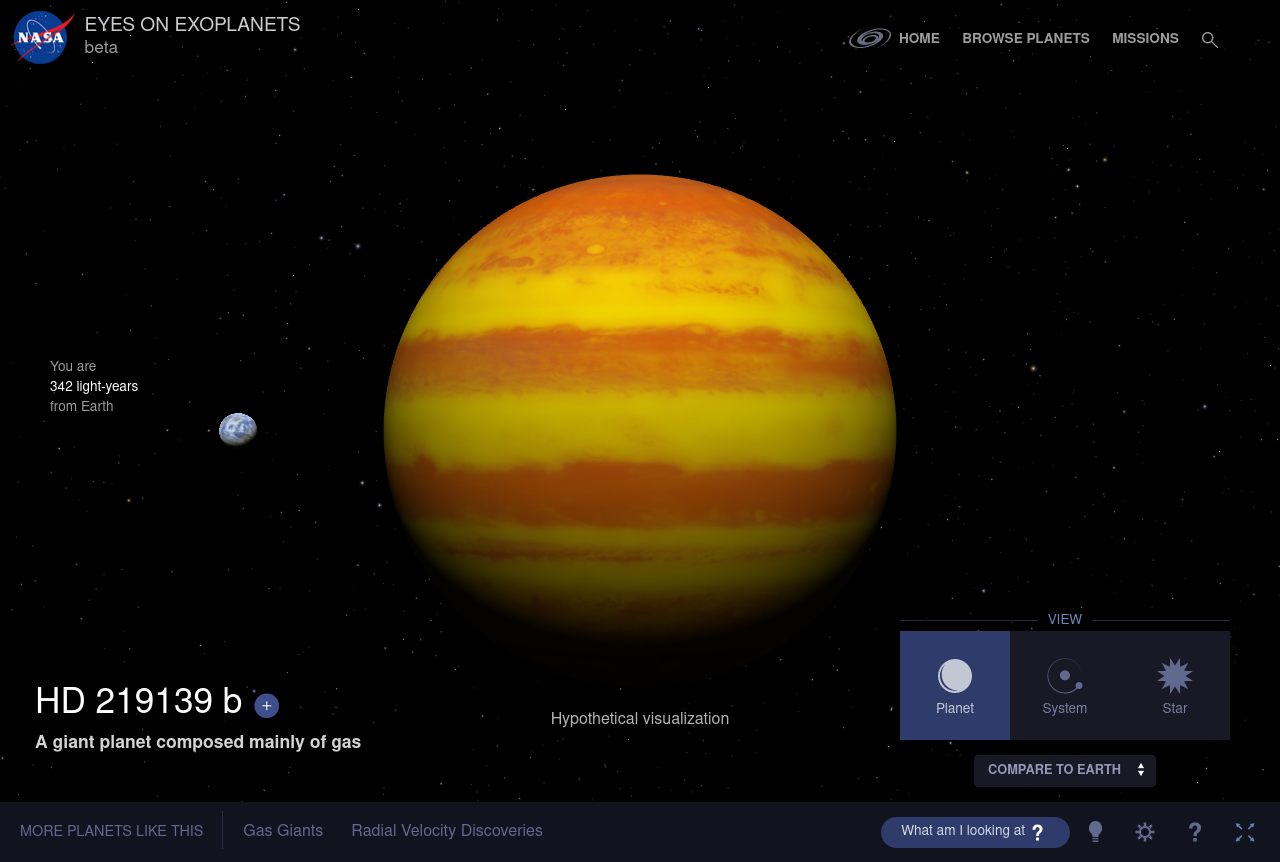 NASA
EYES ON EXOPLANETS
beta
HOME
BROWSE PLANETS
MISSIONS
You are
342 light-years
from Earth
HD 219139 b
+
A giant planet composed mainly of gas
Hypothetical visualization
VIEW
Planet
System
Star
COMPARE TO EARTH
MORE PLANETS LIKE THIS
Gas Giants
Radial Velocity Discoveries
What am I looking at ?
?